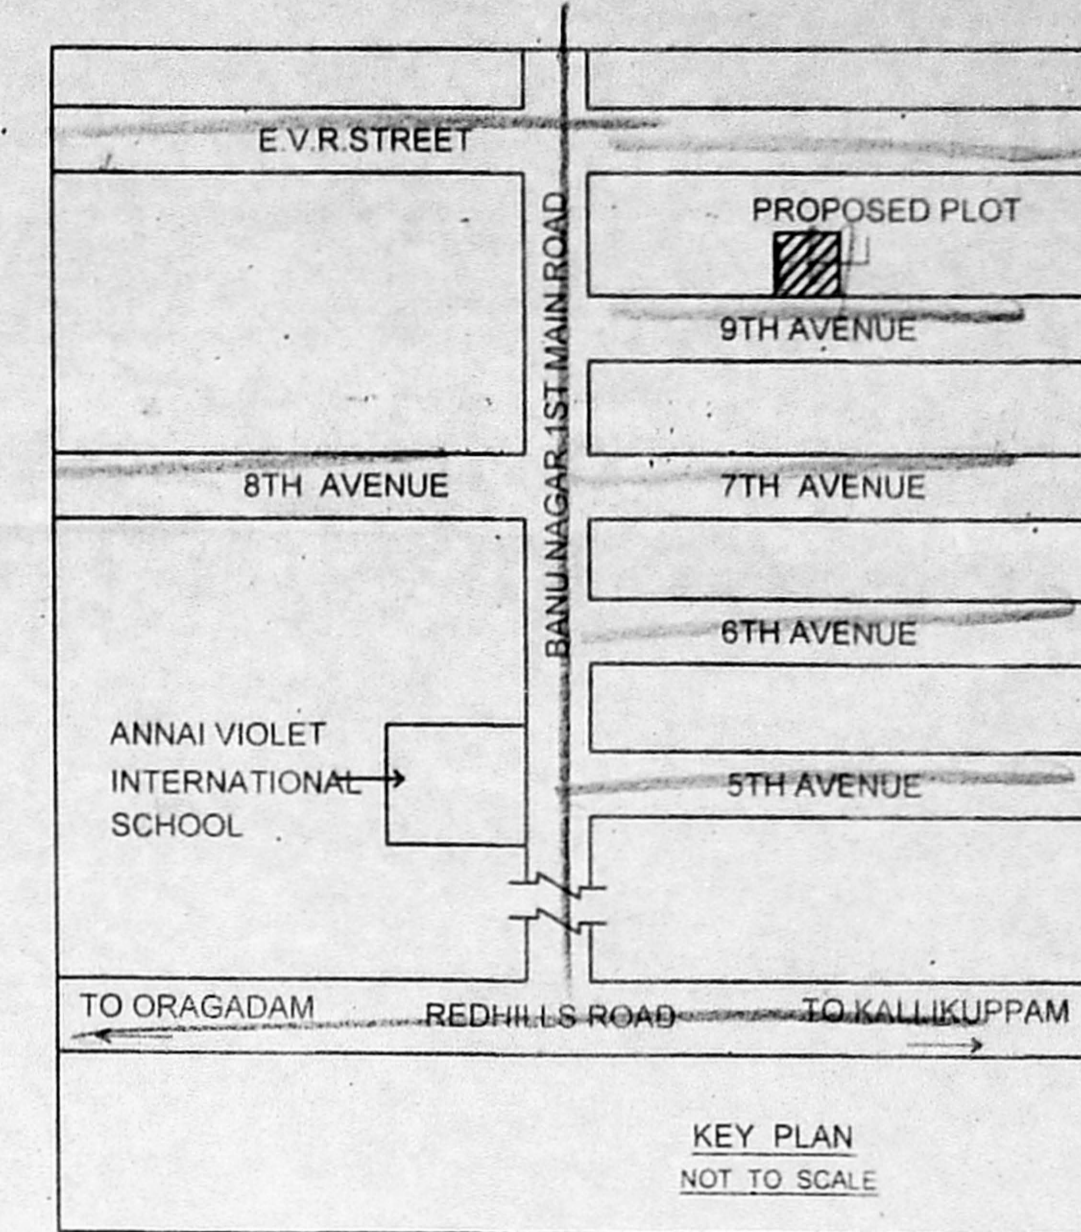 E.V.R.STREET
PROPOSED PLOT
BANU NAGAR 1ST MAIN ROAD
9TH AVENUE
8TH AVENUE
7TH AVENUE
6TH AVENUE
ANNAI VIOLET
INTERNATIONAL
SCHOOL
5TH AVENUE
TO ORAGADAM
REDHILLS ROAD
TO KALLIKUPPAM
KEY PLAN
NOT TO SCALE